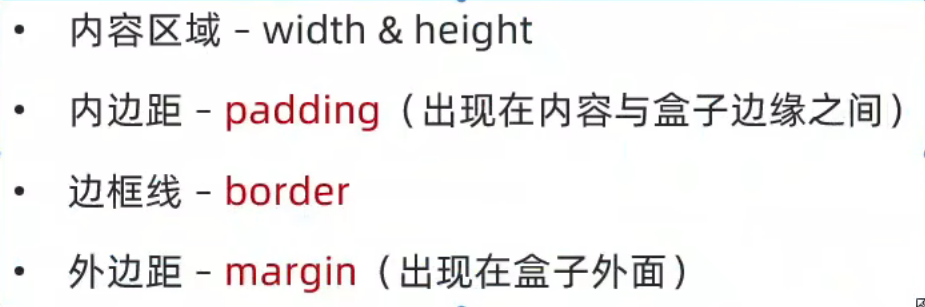 • 内容区域 – width & height
• 内边距 – padding（出现在内容与盒子边缘之间）
• 边框线 – border
• 外边距 – margin（出现在盒子外面）